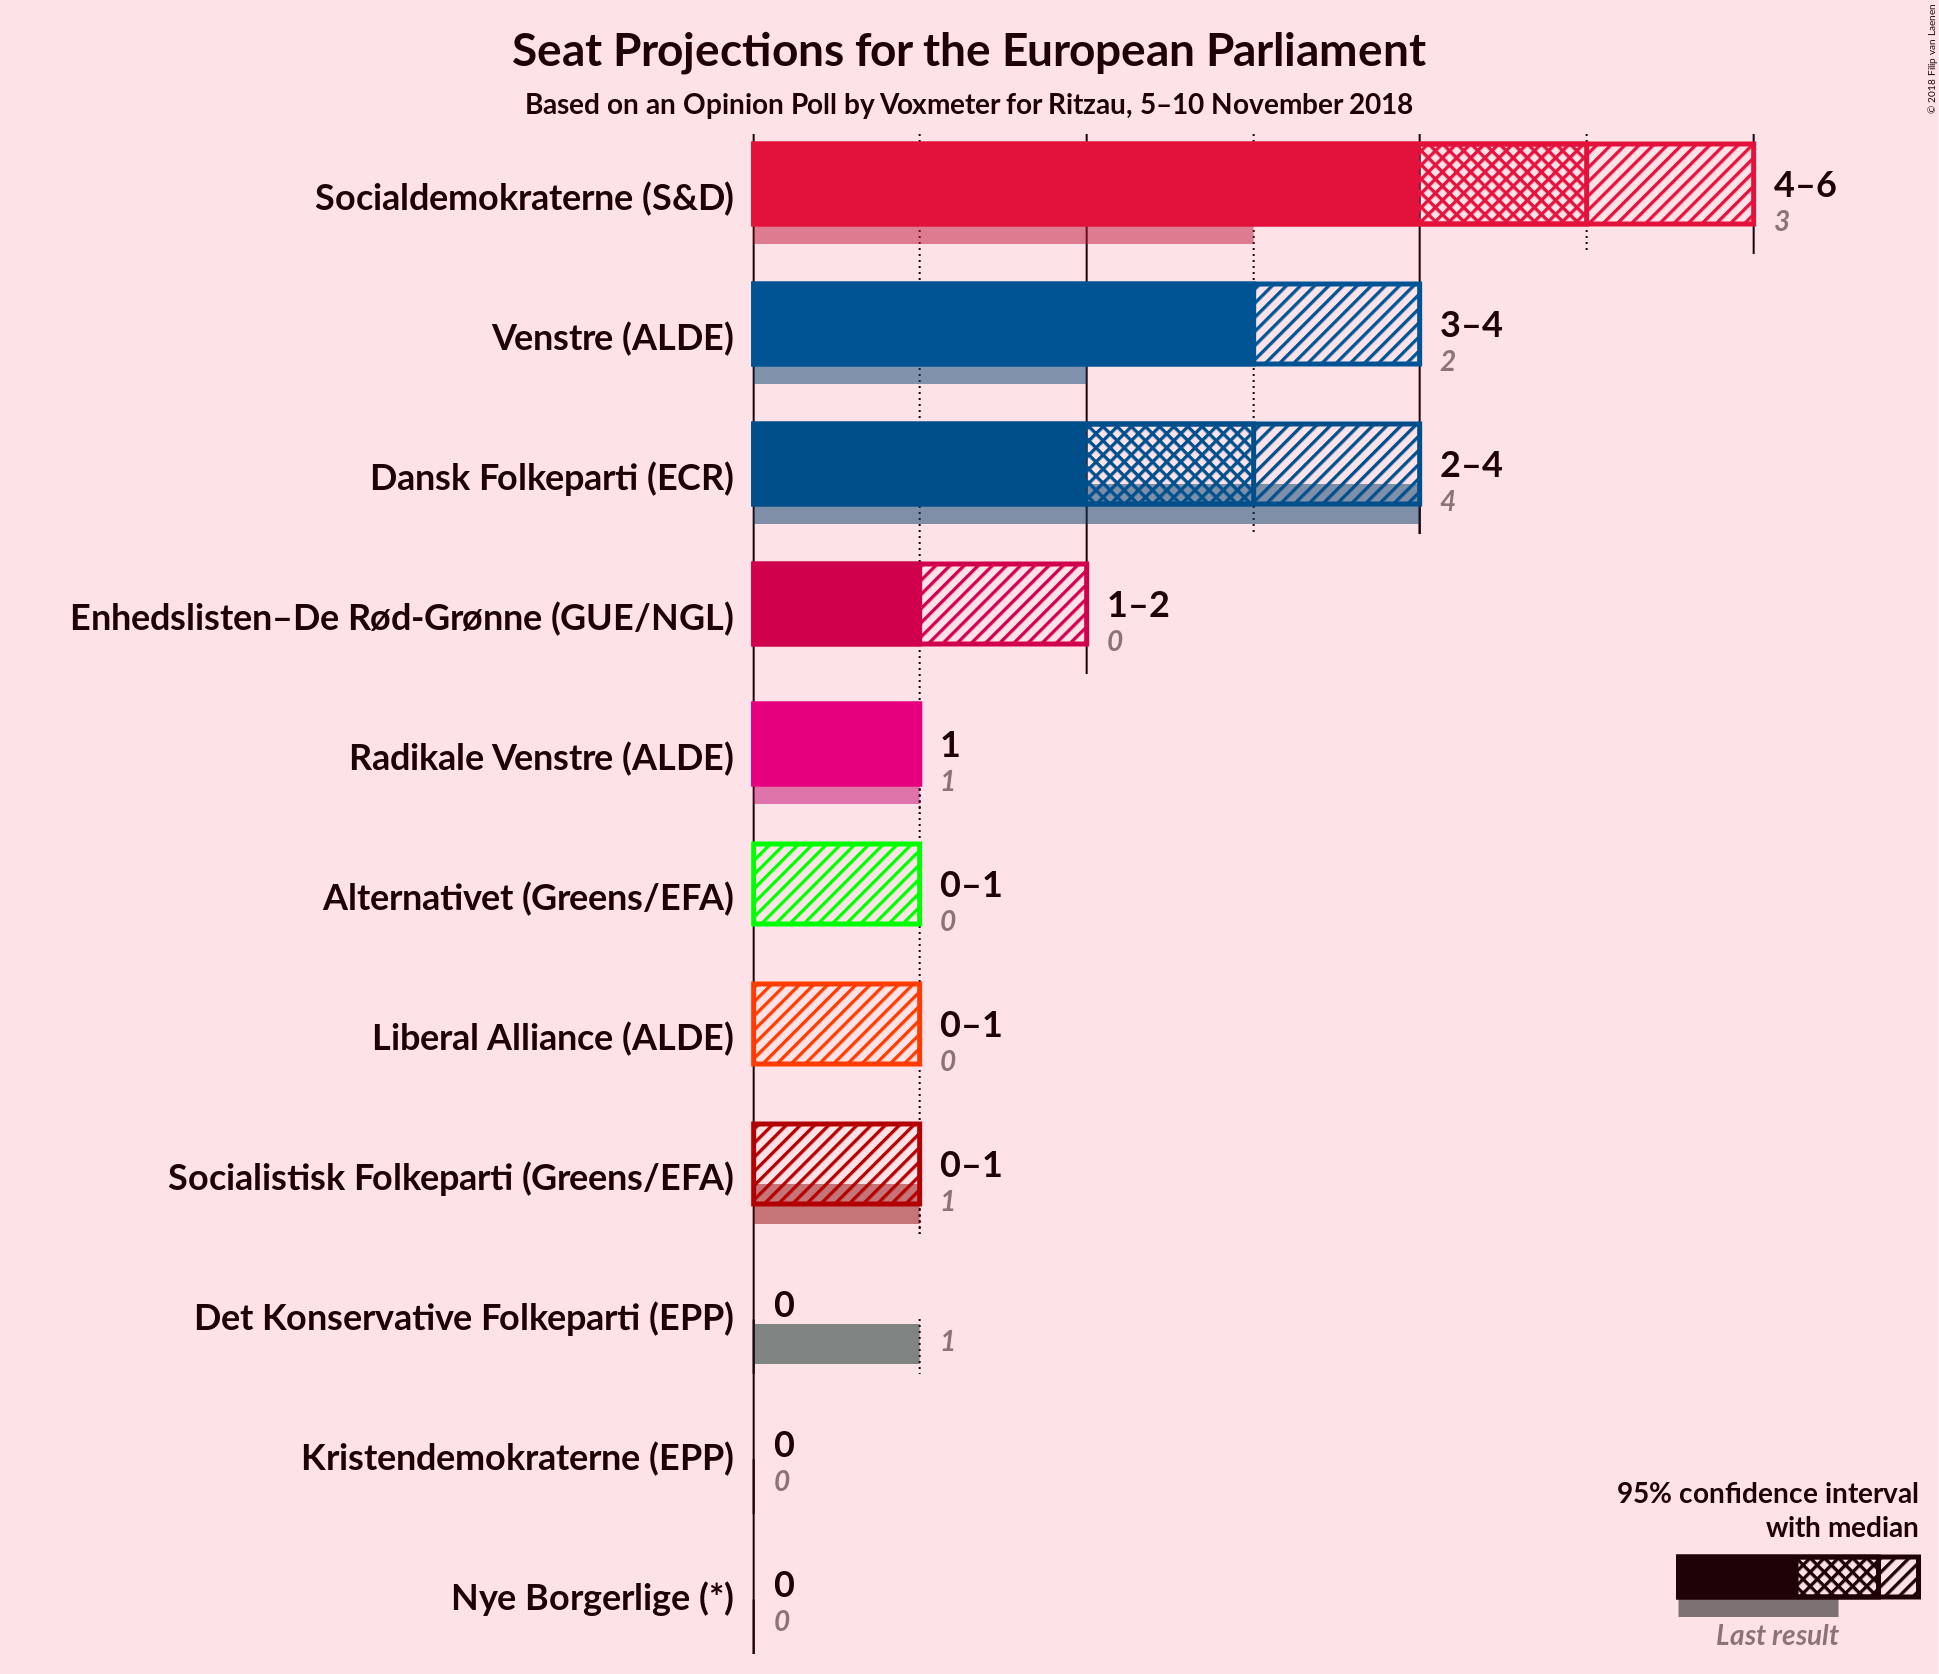 Seat Projections for the European Parliament
Based on an Opinion Poll by Voxmeter for Ritzau, 5–10 November 2018
© 2018 Filip van Laenen
Socialdemokraterne (S&D)
4–6
3
Venstre (ALDE)
3–4
2
Dansk Folkeparti (ECR)
2–4
4
Enhedslisten–De Rød-Grønne (GUE/NGL)
1–2
0
Radikale Venstre (ALDE)
1
1
Alternativet (Greens/EFA)
0–1
0
Liberal Alliance (ALDE)
0–1
0
Socialistisk Folkeparti (Greens/EFA)
0–1
1
Det Konservative Folkeparti (EPP)
0
1
Kristendemokraterne (EPP)
0
0
Nye Borgerlige (*)
0
0
95% confidence interval
with median
Last result